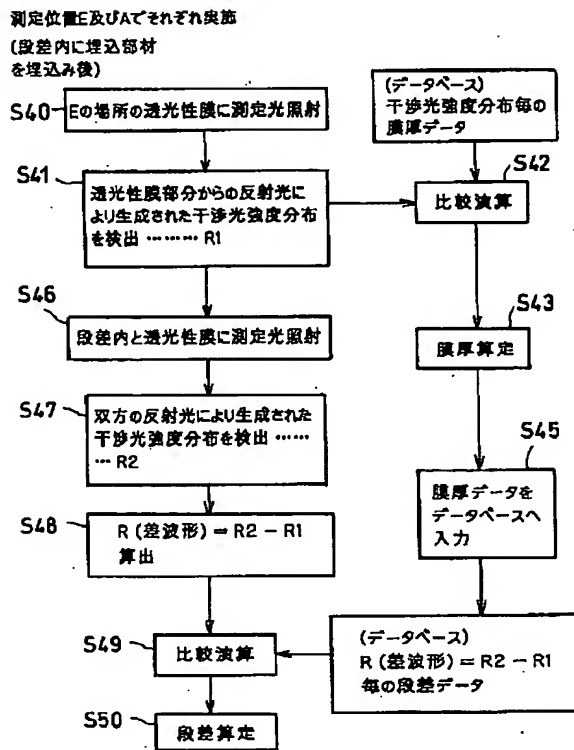 測定位置E及びAでそれぞれ実施
(段差内に埋込部材
を埋込み後)
S40
Eの場所の透光性膜に測定光照射
(データベース)
干渉光強度分布毎の
膜厚データ
S41
透光性膜部分からの反射光に
より生成された干渉光強度分布
を検出 ……… R1
S42
比較演算
S46
段差内と透光性膜に測定光照射
S43
膜厚算定
S47
双方の反射光により生成された
干渉光強度分布を検出 ……
… R2
S45
膜厚データを
データベースへ
入力
S48
R (差波形) = R2 − R1
算出
S49
比較演算
(データベース)
R (差波形) = R2 − R1
毎の段差データ
S50
段差算定